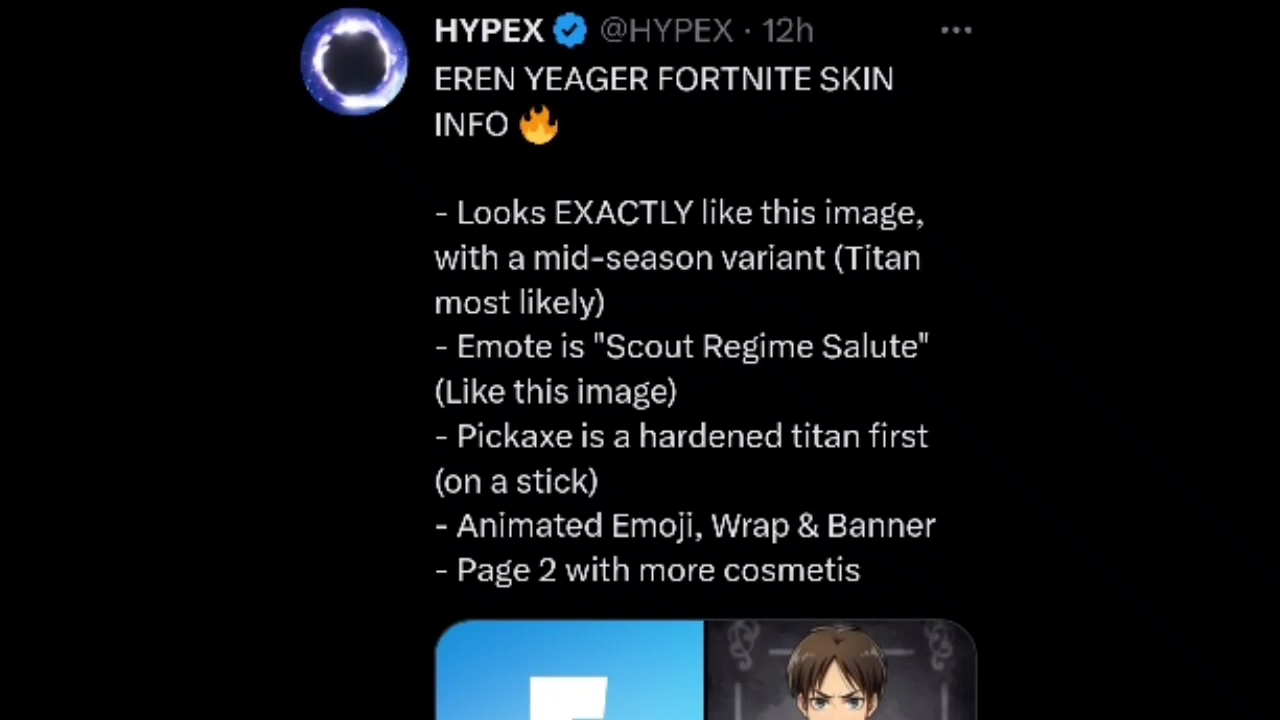 HYPEX @HYPEX · 12h
EREN YEAGER FORTNITE SKIN
INFO 🔥
- Looks EXACTLY like this image,
with a mid-season variant (Titan
most likely)
- Emote is "Scout Regime Salute"
(Like this image)
- Pickaxe is a hardened titan first
(on a stick)
- Animated Emoji, Wrap & Banner
- Page 2 with more cosmetis